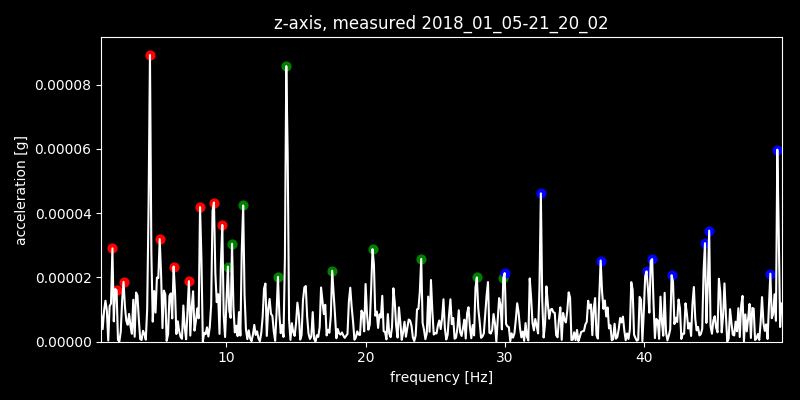 z-axis, measured 2018_01_05-21_20_02
acceleration [g]
0.00008
0.00006
0.00004
0.00002
0.00000
10 20 30 40
frequency [Hz]